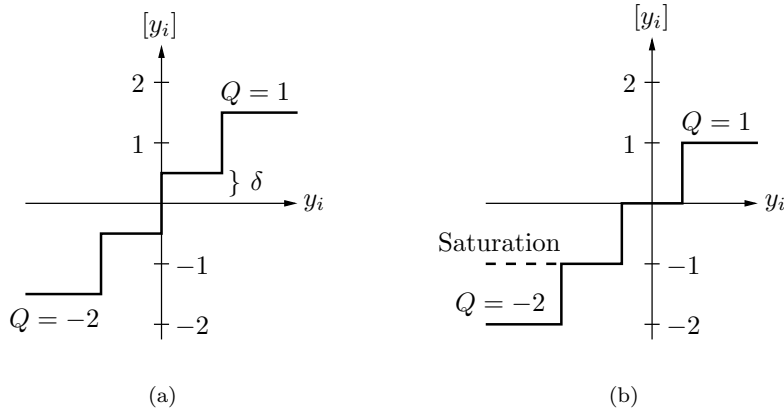 [y_i]
2
Q = 1
1
} δ
y_i
−1
Q = −2
−2
(a)
[y_i]
2
Q = 1
1
y_i
Saturation
−1
Q = −2
−2
(b)